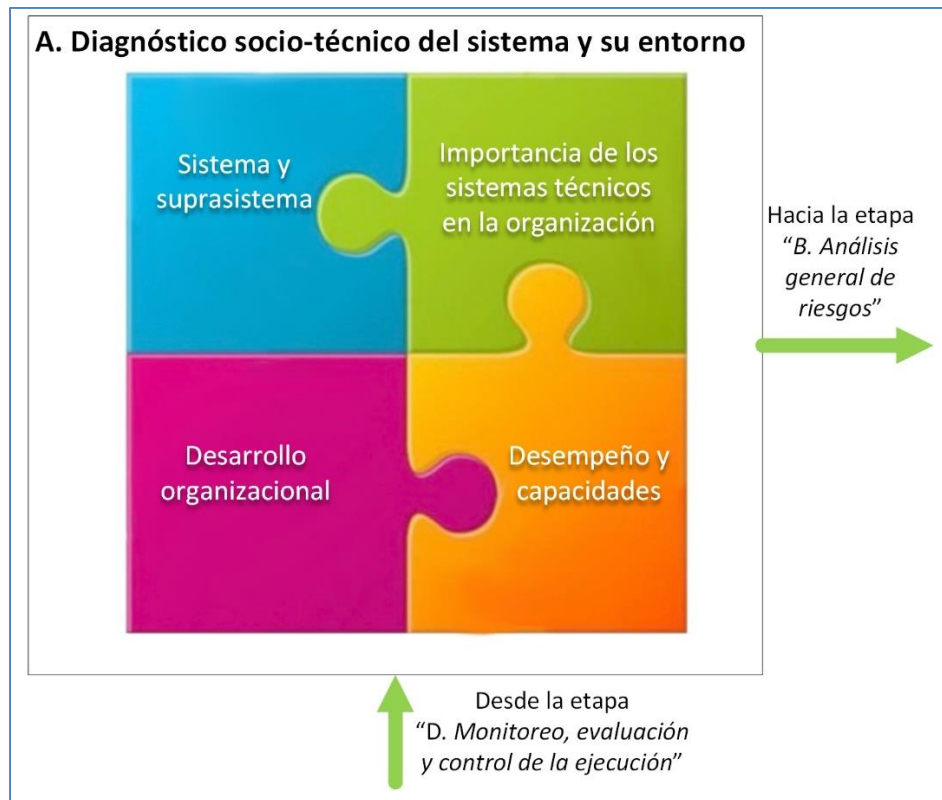 A. Diagnóstico socio-técnico del sistema y su entorno
Sistema y
suprasistema
Importancia de los
sistemas técnicos
en la organización
Hacia la etapa
“B. Análisis
general de
riesgos”
Desarrollo
organizacional
Desempeño y
capacidades
Desde la etapa
“D. Monitoreo, evaluación
y control de la ejecución”